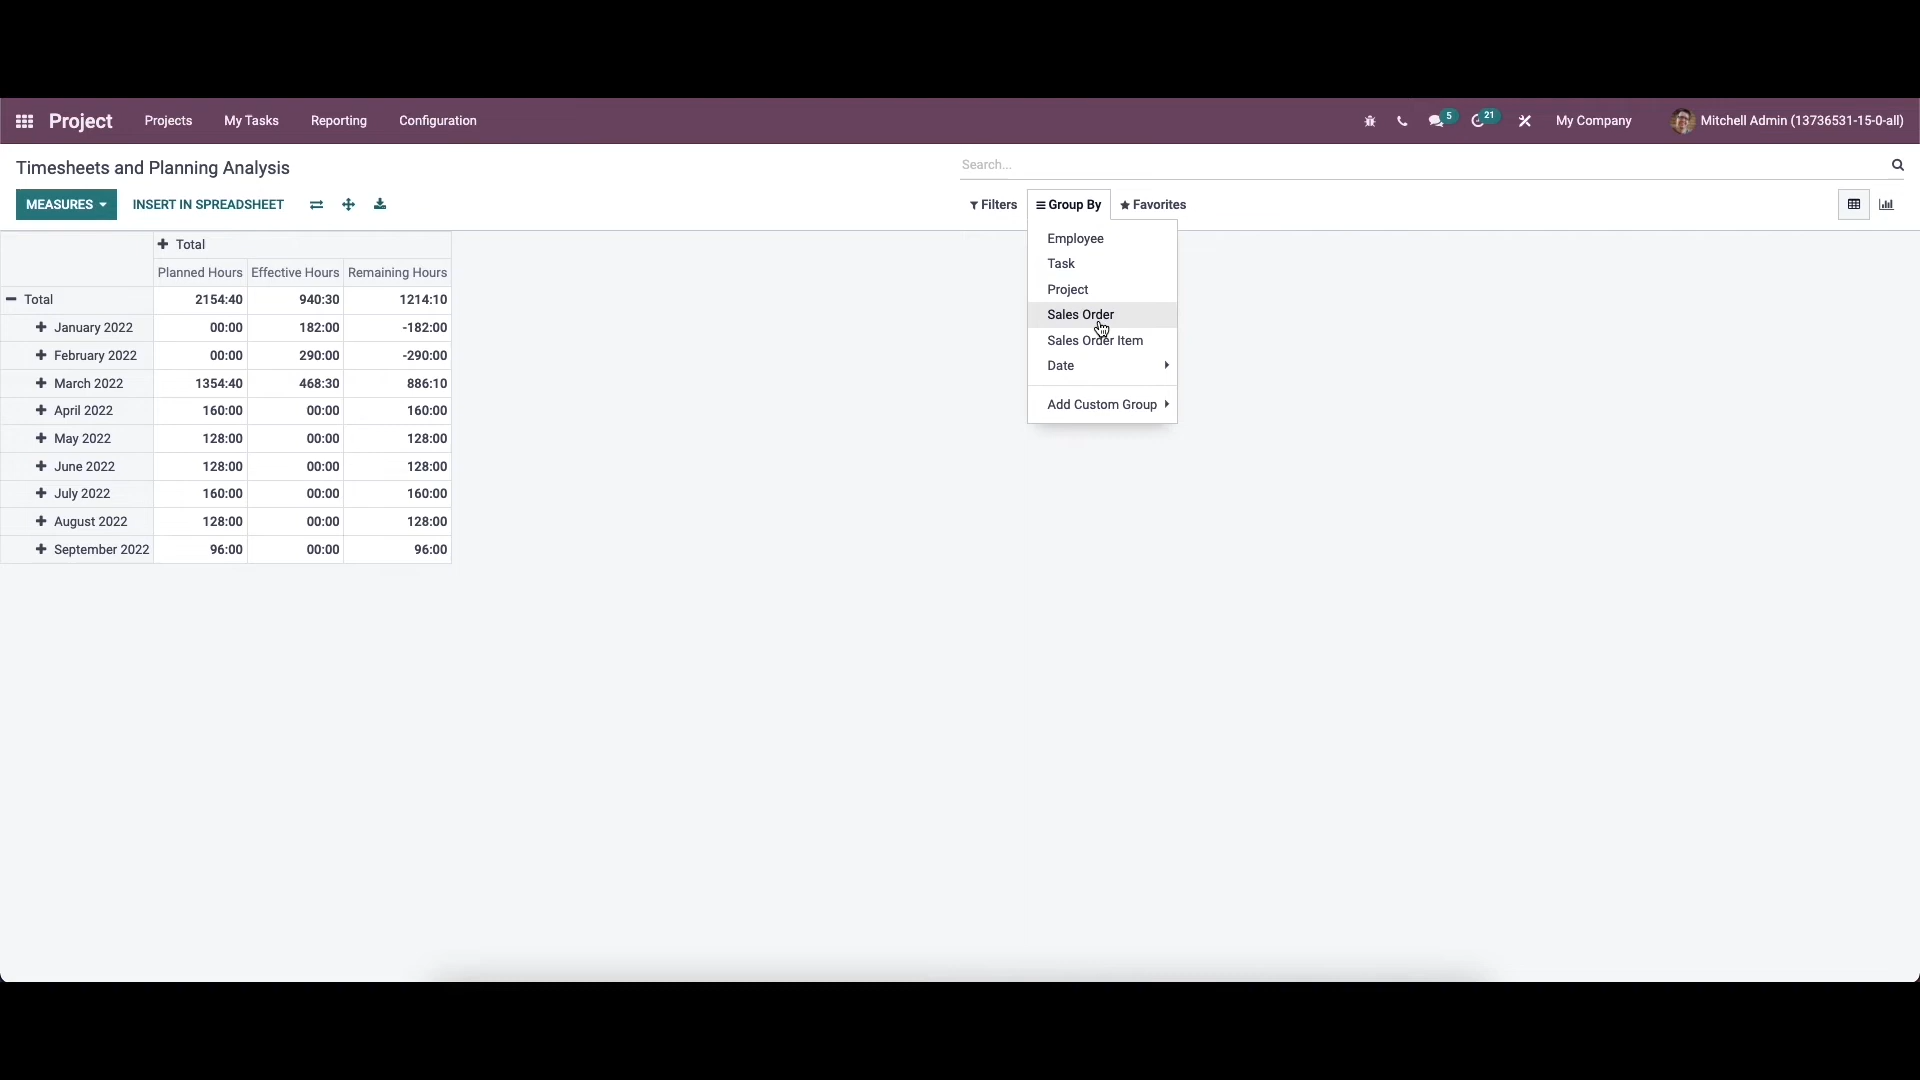 Project Projects My Tasks Reporting Configuration 5 21 My Company Mitchell Admin (13736531-15-0-all)
Timesheets and Planning Analysis Search...
MEASURES INSERT IN SPREADSHEET Filters Group By Favorites
Total
Planned Hours Effective Hours Remaining Hours
Total 2154:40 940:30 1214:10
January 2022 00:00 182:00 -182:00
February 2022 00:00 290:00 -290:00
March 2022 1354:40 468:30 886:10
April 2022 160:00 00:00 160:00
May 2022 128:00 00:00 128:00
June 2022 128:00 00:00 128:00
July 2022 160:00 00:00 160:00
August 2022 128:00 00:00 128:00
September 2022 96:00 00:00 96:00
Employee
Task
Project
Sales Order
Sales Order Item
Date
Add Custom Group